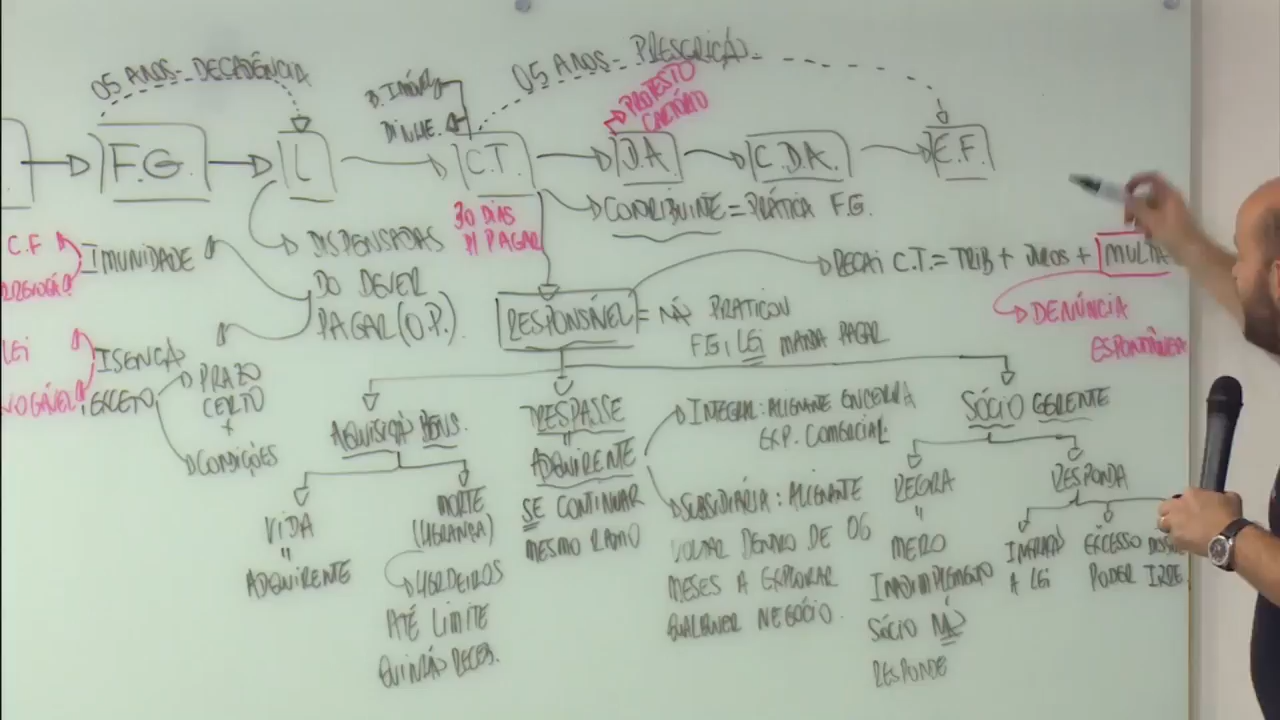 05 ANOS - DECADÊNCIA
05 ANOS - PRESCRIÇÃO
B. IMÓVEL
DINHE.
PROTESTO
CARTÓRIO
F.G
L
C.T.
D.A.
C.D.A.
E.F.
30 DIAS
P/ PAGAR
CONTRIBUINTE = PRÁTICA F.G.
C.F
IMUNIDADE
DISPENSADAS
DO DEVER
PAGAR (O.P.).
LEI
ISENÇÃO
EXCETO
PRAZO
CERTO
+
CONDIÇÕES
RECAI C.T. = TRIB + JUROS + MULTA
DENÚNCIA
ESPONTÂNEA
RESPONSÁVEL = NÃO PRATICOU
F.G, LEI MANDA PAGAR
AQUISIÇÃO BENS.
VIDA
"
ADQUIRENTE
MORTE
(HERANÇA)
HERDEIROS
ATÉ LIMITE
QUINHÃO RECEB.
TRESPASSE
"
ADQUIRENTE
SE CONTINUAR
MESMO RAMO
INTEGRAL: ALIENANTE ENCERRA
EXP. COMERCIAL
SUBSIDIÁRIA: ALIENANTE
VOLTAR DENTRO DE 06
MESES A EXPLORAR
QUALQUER NEGÓCIO.
SÓCIO GERENTE
REGRA
"
MERO
INADIMPLEMENTO
SÓCIO NÃO
RESPONDE
RESPONDA
INFRAÇÃO
A LEI
EXCESSO
PODER